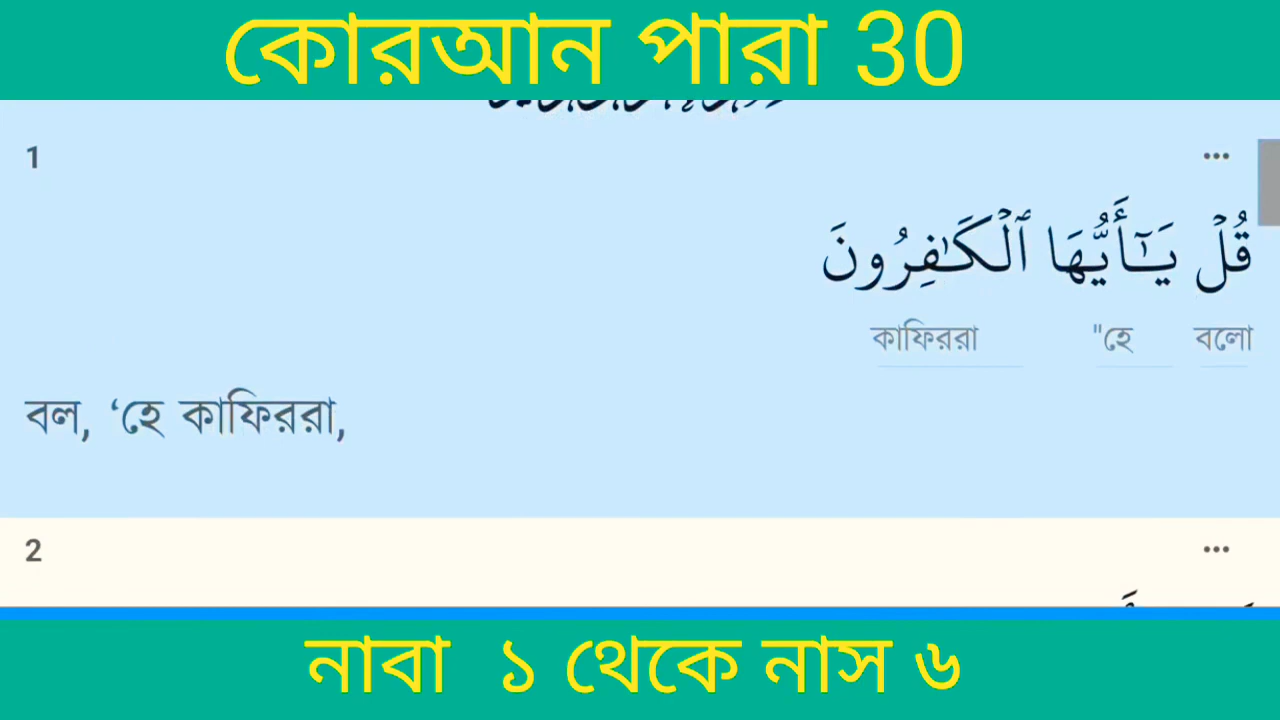 কোরআন পারা 30
1
قُلۡ يَـٰٓأَيُّهَا ٱلۡكَـٰفِرُونَ
বলো "হে কাফিররা
বল, ‘হে কাফিররা,
2
নাবা ১ থেকে নাস ৬